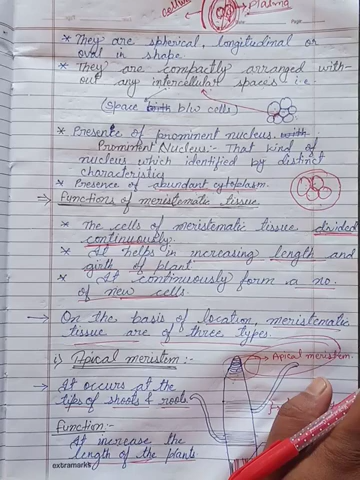 Plasma
Date
Page
* They are spherical, longitudinal or
oval in shape
* They are compactly arranged with-
out any intercellular spaces i.e.
(Space b/w cells)
* Presence of prominent nucleus.
Prominent Nucleus:- That kind of
nucleus which identified by distinct
characteristics
* Presence of abundant cytoplasm.
→ Functions of meristematic tissue
* The cells of meristematic tissue divided
continuously.
* It helps in increasing length and
girth of plant
* It continuously form a no.
of new cells.
→ On the basis of location meristematic
tissue are of three types.
i) Apical meristem :-
Apical meristem
→ It occurs at the
tips of shoots & roots
Function:-
At increase the
length of the plants
extramarks